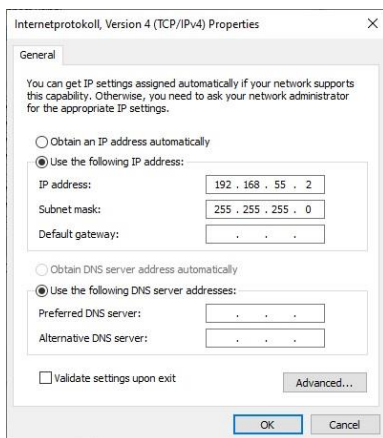 Internetprotokoll, Version 4 (TCP/IPv4) Properties
General
You can get IP settings assigned automatically if your network supports
this capability. Otherwise, you need to ask your network administrator
for the appropriate IP settings.
Obtain an IP address automatically
Use the following IP address:
IP address: 192 . 168 . 55 . 2
Subnet mask: 255 . 255 . 255 . 0
Default gateway: . . .
Obtain DNS server address automatically
Use the following DNS server addresses:
Preferred DNS server: . . .
Alternative DNS server: . . .
Validate settings upon exit
Advanced...
OK Cancel